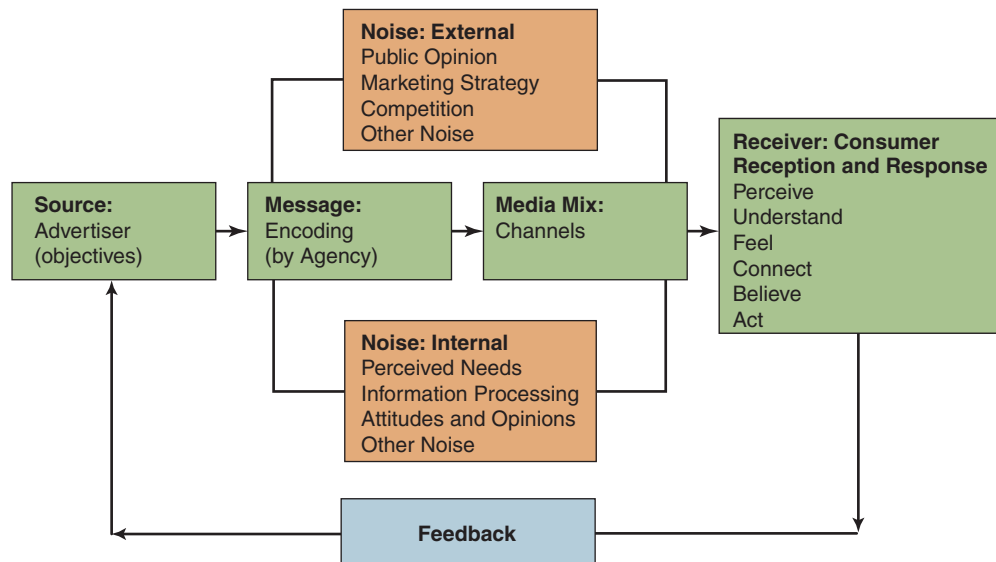 Noise: External
Public Opinion
Marketing Strategy
Competition
Other Noise
Source:
Advertiser
(objectives)
Message:
Encoding
(by Agency)
Media Mix:
Channels
Receiver: Consumer
Reception and Response
Perceive
Understand
Feel
Connect
Believe
Act
Noise: Internal
Perceived Needs
Information Processing
Attitudes and Opinions
Other Noise
Feedback